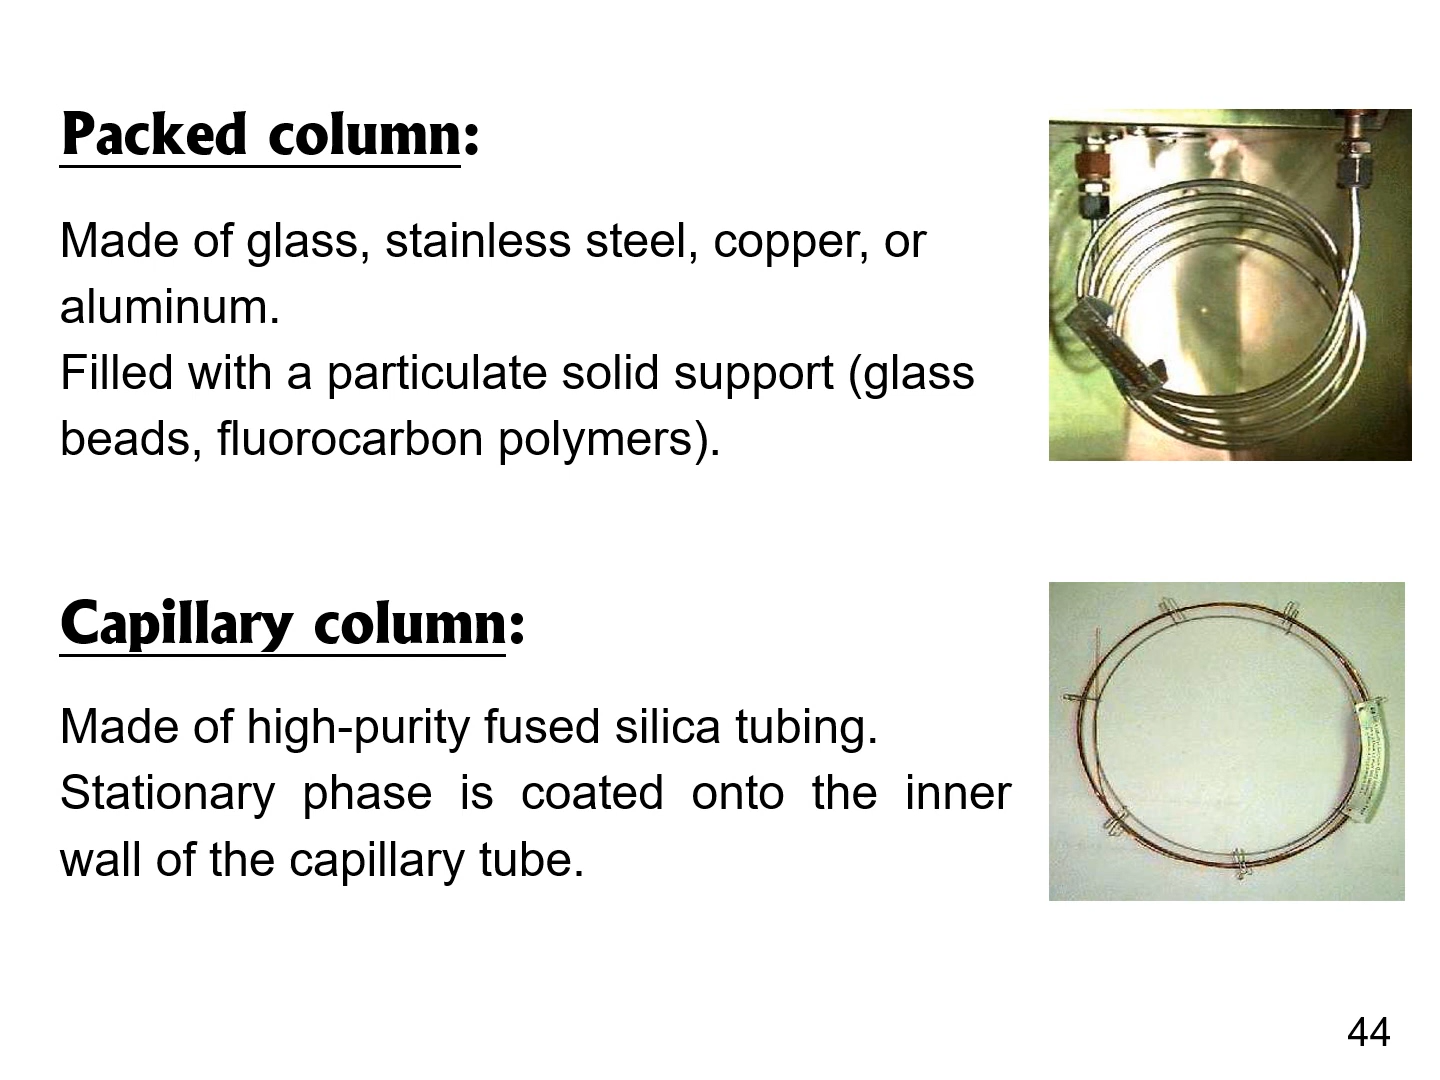 Packed column:
Made of glass, stainless steel, copper, or
aluminum.
Filled with a particulate solid support (glass
beads, fluorocarbon polymers).
Capillary column:
Made of high-purity fused silica tubing.
Stationary phase is coated onto the inner
wall of the capillary tube.
44